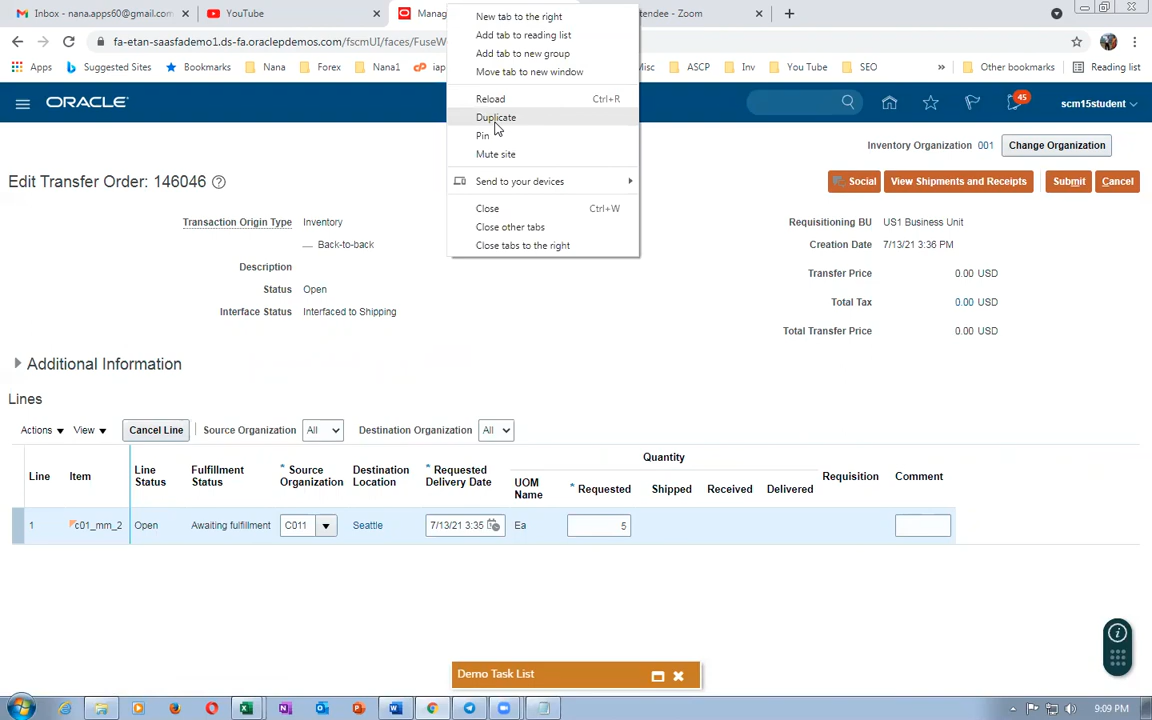 Inbox - nana.apps60@gmail.com
YouTube
Manag
tendee - Zoom
fa-etan-saasfademo1.ds-fa.oraclepdemos.com/fscmUI/faces/FuseW
Apps
Suggested Sites
Bookmarks
Nana
Forex
Nana1
iap
Misc
ASCP
Inv
You Tube
SEO
»
Other bookmarks
Reading list
New tab to the right
Add tab to reading list
Add tab to new group
Move tab to new window
Reload Ctrl+R
Duplicate
Pin
Mute site
Send to your devices
Close Ctrl+W
Close other tabs
Close tabs to the right
ORACLE
45
scm15student
Inventory Organization 001 Change Organization
Edit Transfer Order: 146046
Social View Shipments and Receipts Submit Cancel
Transaction Origin Type Inventory
Back-to-back
Description
Status Open
Interface Status Interfaced to Shipping
Requisitioning BU US1 Business Unit
Creation Date 7/13/21 3:36 PM
Transfer Price 0.00 USD
Total Tax 0.00 USD
Total Transfer Price 0.00 USD
Additional Information
Lines
Actions View Cancel Line Source Organization All Destination Organization All
Line Item Line Status Fulfillment Status * Source Organization Destination Location * Requested Delivery Date Quantity UOM Name * Requested Shipped Received Delivered Requisition Comment
1 c01_mm_2 Open Awaiting fulfillment C011 Seattle 7/13/21 3:35 Ea 5
Demo Task List
9:09 PM